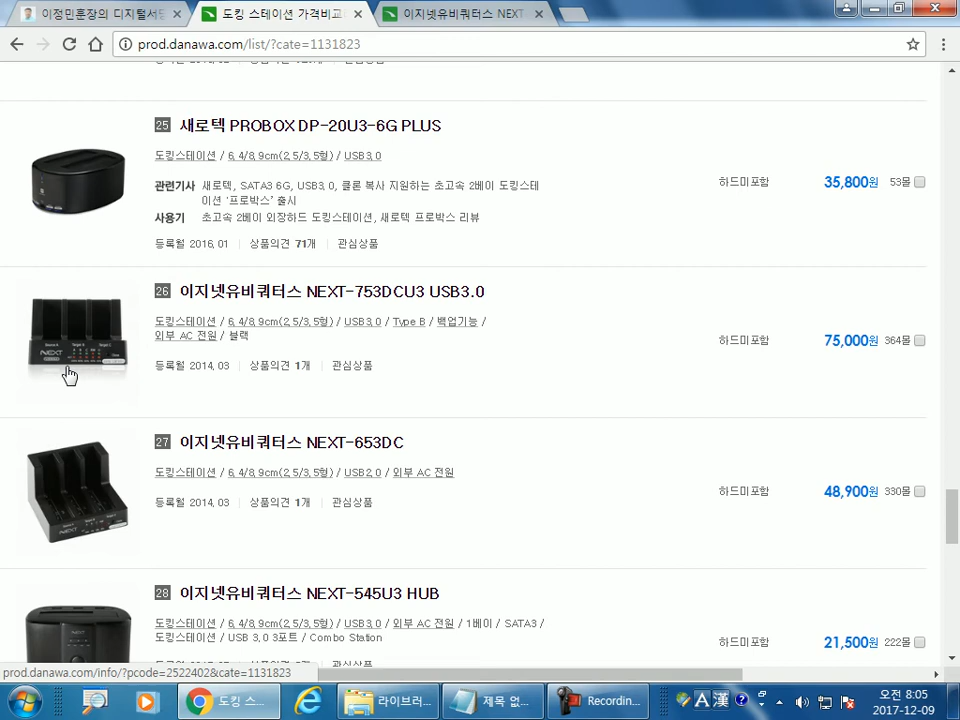 이정민훈장의 디지털서당
도킹 스테이션 가격비교
이지넷유비쿼터스 NEXT-
prod.danawa.com/list/?cate=1131823
25 새로텍 PROBOX DP-20U3-6G PLUS
도킹스테이션 / 6,4/8,9cm(2,5/3,5형) / USB3,0
관련기사 새로텍, SATA3 6G, USB3,0, 클론 복사 지원하는 초고속 2베이 도킹스테
이션 '프로박스' 출시
사용기 초고속 2베이 외장하드 도킹스테이션, 새로텍 프로박스 리뷰
등록월 2016,01 | 상품의견 71개 | 관심상품
하드미포함 35,800원 53몰
26 이지넷유비쿼터스 NEXT-753DCU3 USB3.0
도킹스테이션 / 6,4/8,9cm(2,5/3,5형) / USB3,0 / Type B / 백업기능 /
외부 AC 전원 / 블랙
등록월 2014,03 | 상품의견 1개 | 관심상품
하드미포함 75,000원 364몰
NEXT
27 이지넷유비쿼터스 NEXT-653DC
도킹스테이션 / 6,4/8,9cm(2,5/3,5형) / USB2,0 / 외부 AC 전원
등록월 2014,03 | 상품의견 1개 | 관심상품
하드미포함 48,900원 330몰
NEXT
28 이지넷유비쿼터스 NEXT-545U3 HUB
도킹스테이션 / 6,4/8,9cm(2,5/3,5형) / USB3,0 / 외부 AC 전원 / 1베이 / SATA3 /
도킹스테이션 / USB 3,0 3포트 / Combo Station
하드미포함 21,500원 222몰
NEXT
prod.danawa.com/info/?pcode=2522402&cate=1131823
도킹 스...
라이브러...
제목 없...
Recordin...
A 漢
오전 8:05
2017-12-09